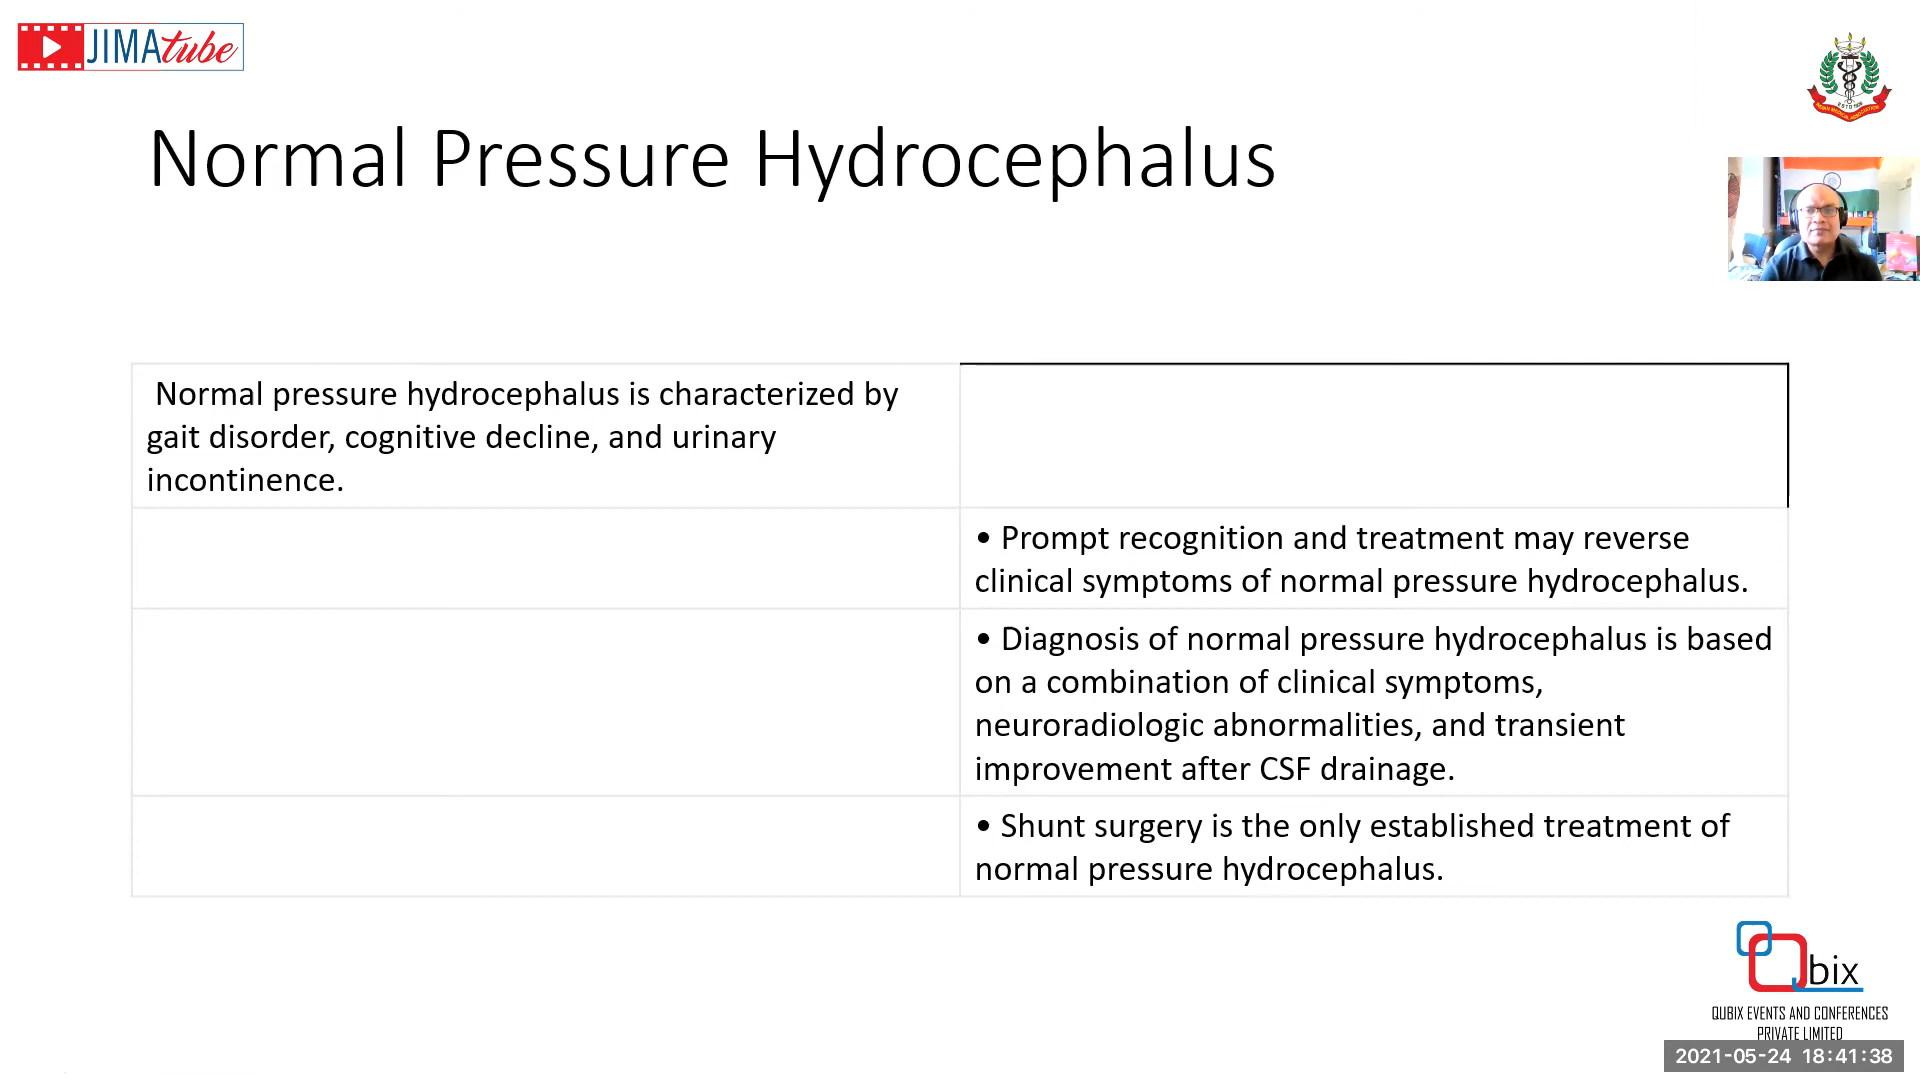 JIMAtube
Normal Pressure Hydrocephalus
Normal pressure hydrocephalus is characterized by
gait disorder, cognitive decline, and urinary
incontinence.
• Prompt recognition and treatment may reverse
clinical symptoms of normal pressure hydrocephalus.
• Diagnosis of normal pressure hydrocephalus is based
on a combination of clinical symptoms,
neuroradiologic abnormalities, and transient
improvement after CSF drainage.
• Shunt surgery is the only established treatment of
normal pressure hydrocephalus.
Qbix
QUBIX EVENTS AND CONFERENCES
PRIVATE LIMITED
2021-05-24 18:41:38